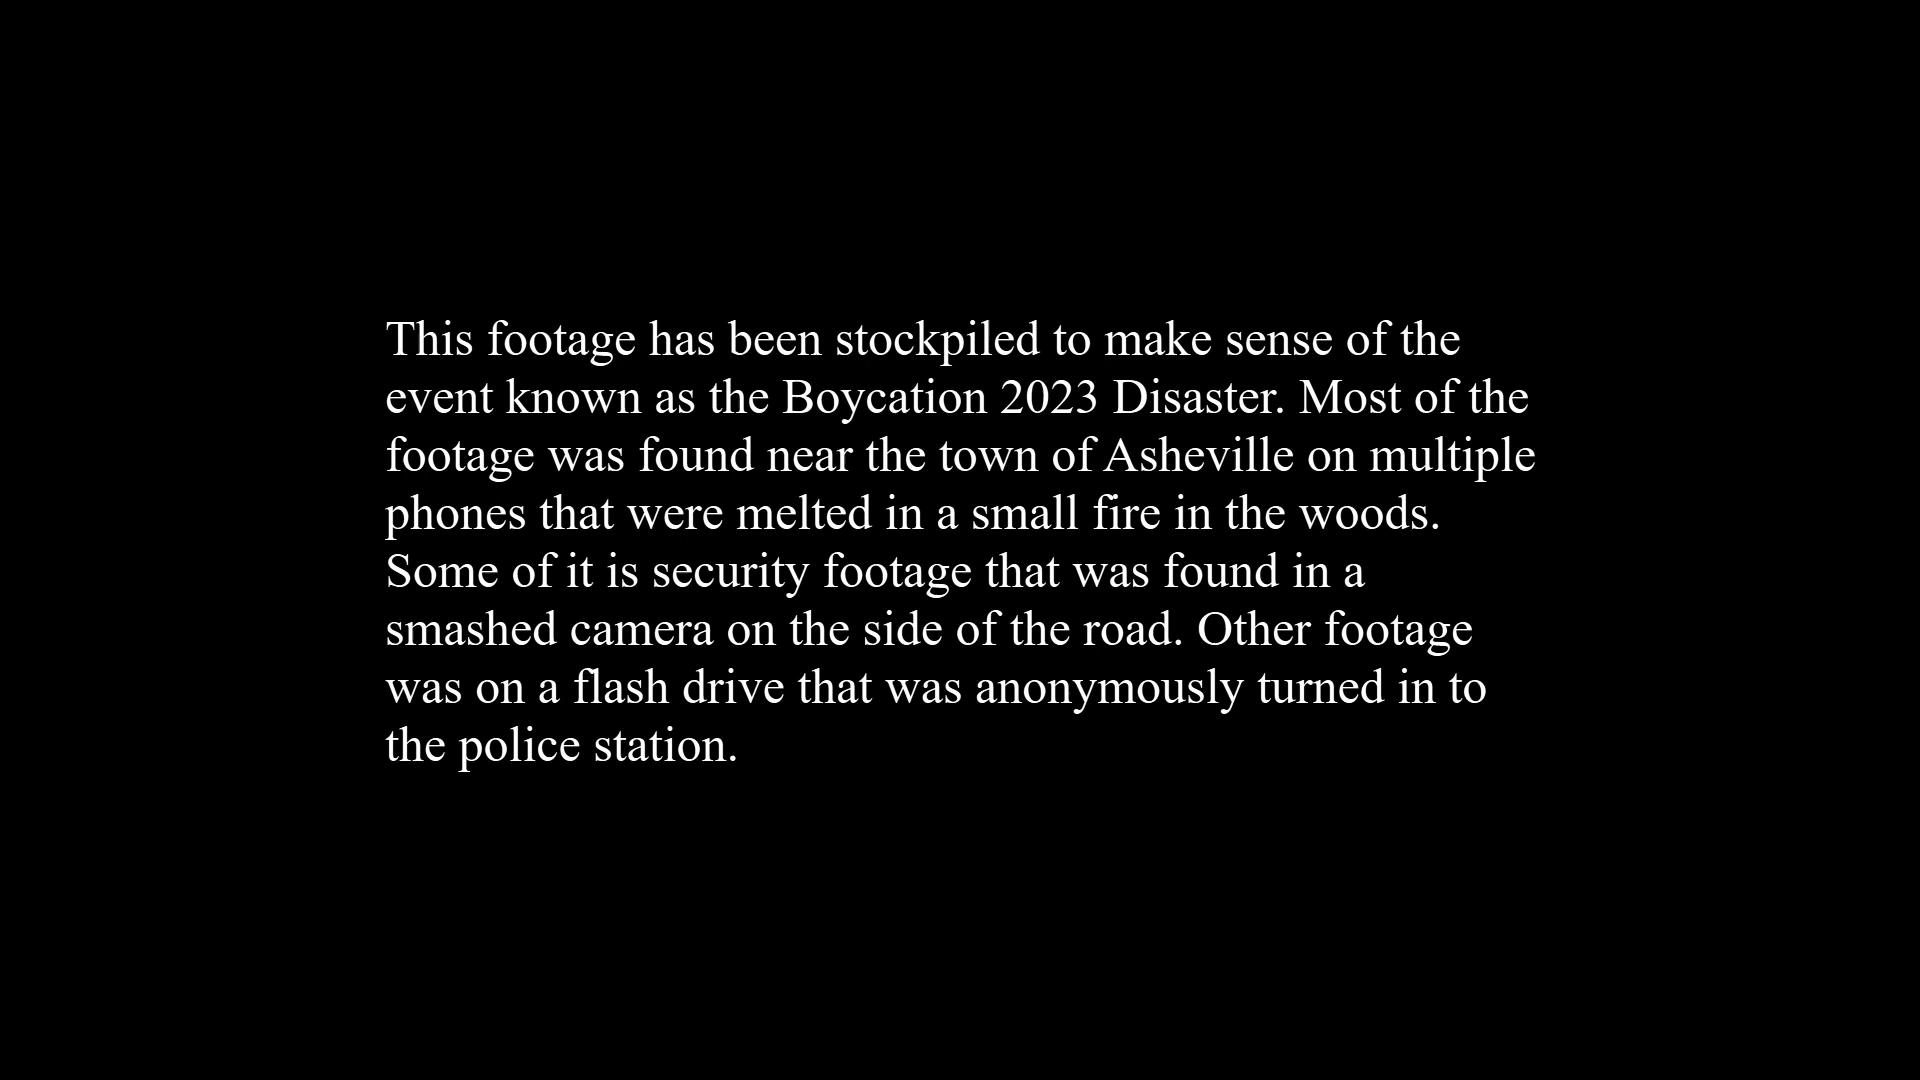 This footage has been stockpiled to make sense of the
event known as the Boycation 2023 Disaster. Most of the
footage was found near the town of Asheville on multiple
phones that were melted in a small fire in the woods.
Some of it is security footage that was found in a
smashed camera on the side of the road. Other footage
was on a flash drive that was anonymously turned in to
the police station.